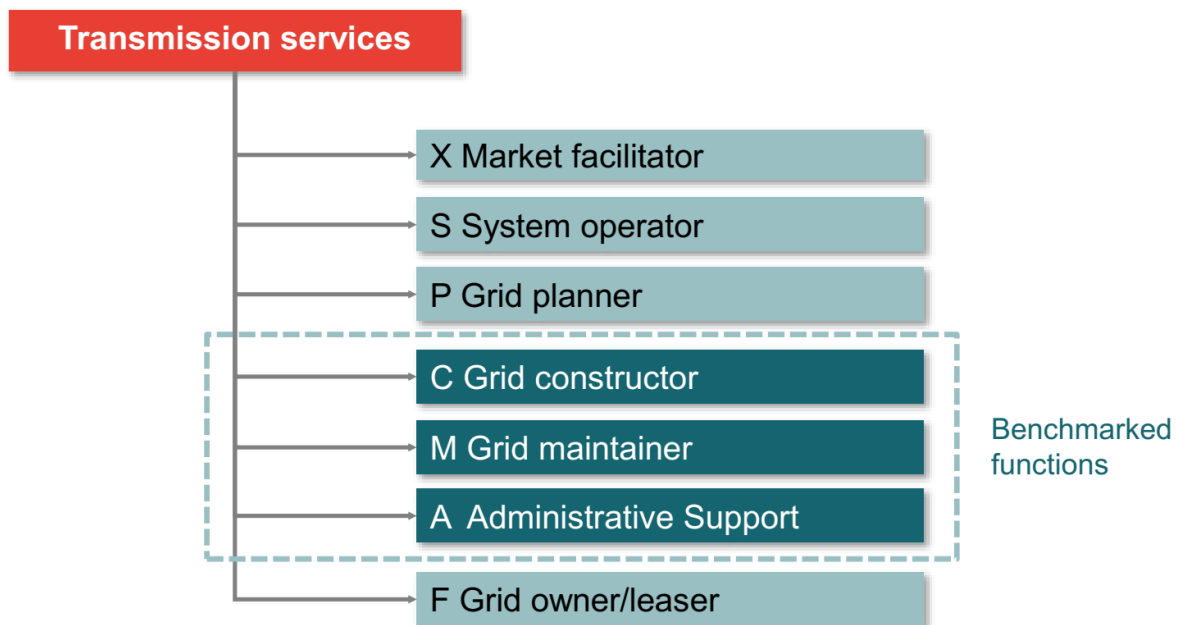 Transmission services
X Market facilitator
S System operator
P Grid planner
C Grid constructor
M Grid maintainer
A Administrative Support
Benchmarked
functions
F Grid owner/leaser